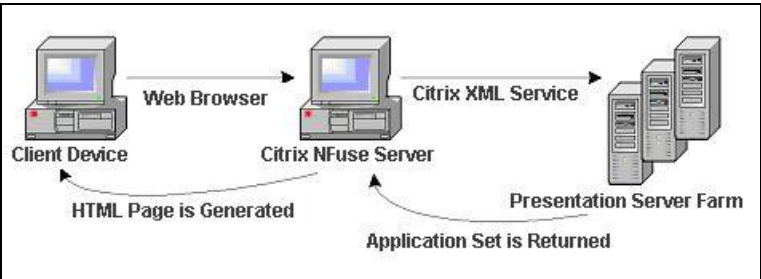 Web Browser
Citrix XML Service
Client Device
Citrix NFuse Server
Presentation Server Farm
HTML Page is Generated
Application Set is Returned